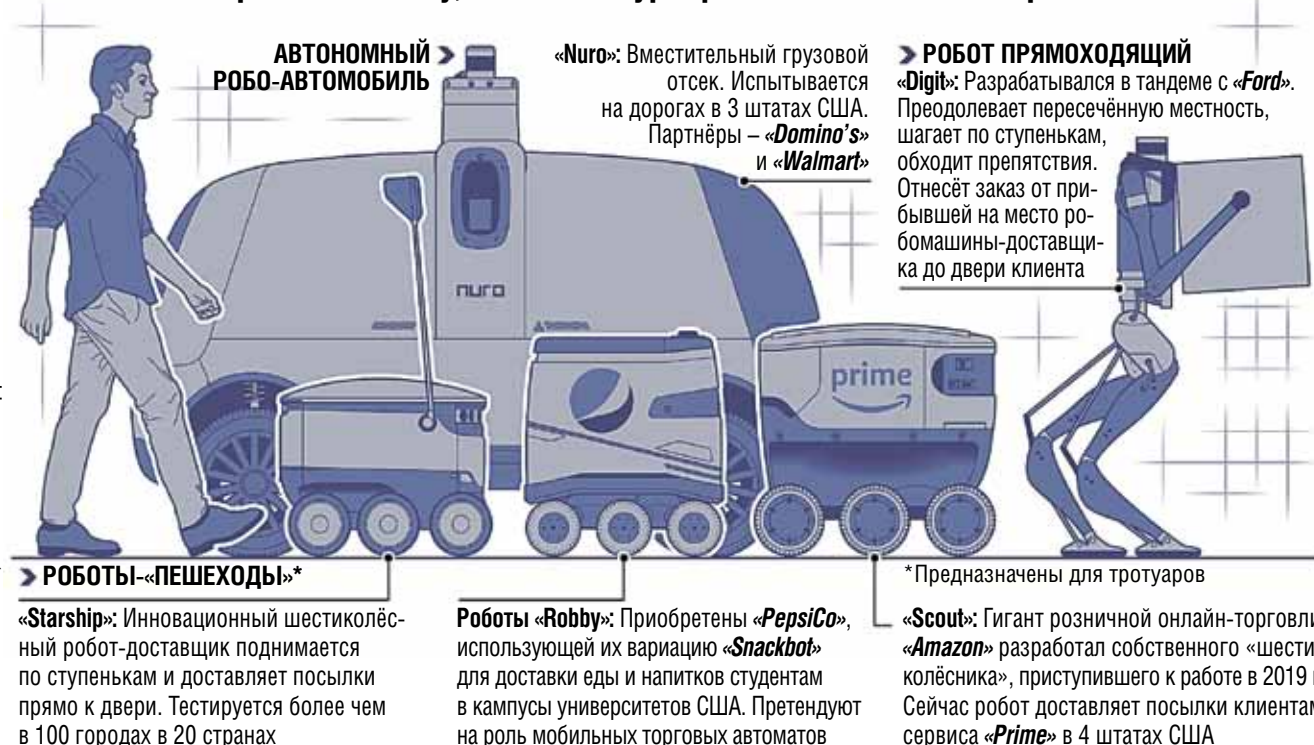 АВТОНОМНЫЙ
РОБО-АВТОМОБИЛЬ
«Nuro»: Вместительный грузовой
отсек. Испытывается
на дорогах в 3 штатах США.
Партнёры – «Domino's»
и «Walmart»
РОБОТ ПРЯМОХОДЯЩИЙ
«Digit»: Разрабатывался в тандеме с «Ford».
Преодолевает пересечённую местность,
шагает по ступенькам,
обходит препятствия.
Отнесёт заказ от при-
бывшей на место ро-
бомашины-доставщи-
ка до двери клиента
nuro
prime
РОБОТЫ-«ПЕШЕХОДЫ»*
«Starship»: Инновационный шестиколёс-
ный робот-доставщик поднимается
по ступенькам и доставляет посылки
прямо к двери. Тестируется более чем
в 100 городах в 20 странах
Роботы «Robby»: Приобретены «PepsiCo»,
использующей их вариацию «Snackbot»
для доставки еды и напитков студентам
в кампусы университетов США. Претендуют
на роль мобильных торговых автоматов
*Предназначены для тротуаров
«Scout»: Гигант розничной онлайн-торговли
«Amazon» разработал собственного «шести-
колёсника», приступившего к работе в 2019
Сейчас робот доставляет посылки клиентам
сервиса «Prime» в 4 штатах США